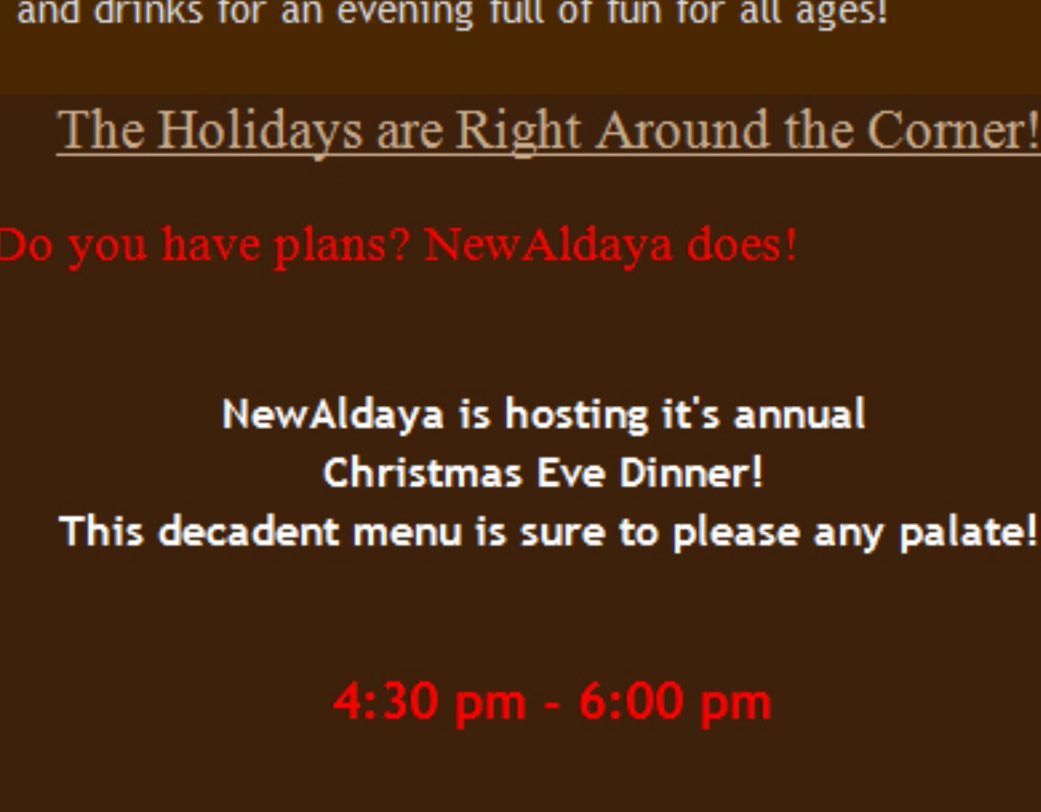 and drinks for an evening full of fun for all ages!
The Holidays are Right Around the Corner!
Do you have plans? NewAldaya does!
NewAldaya is hosting it's annual
Christmas Eve Dinner!
This decadent menu is sure to please any palate!
4:30 pm - 6:00 pm